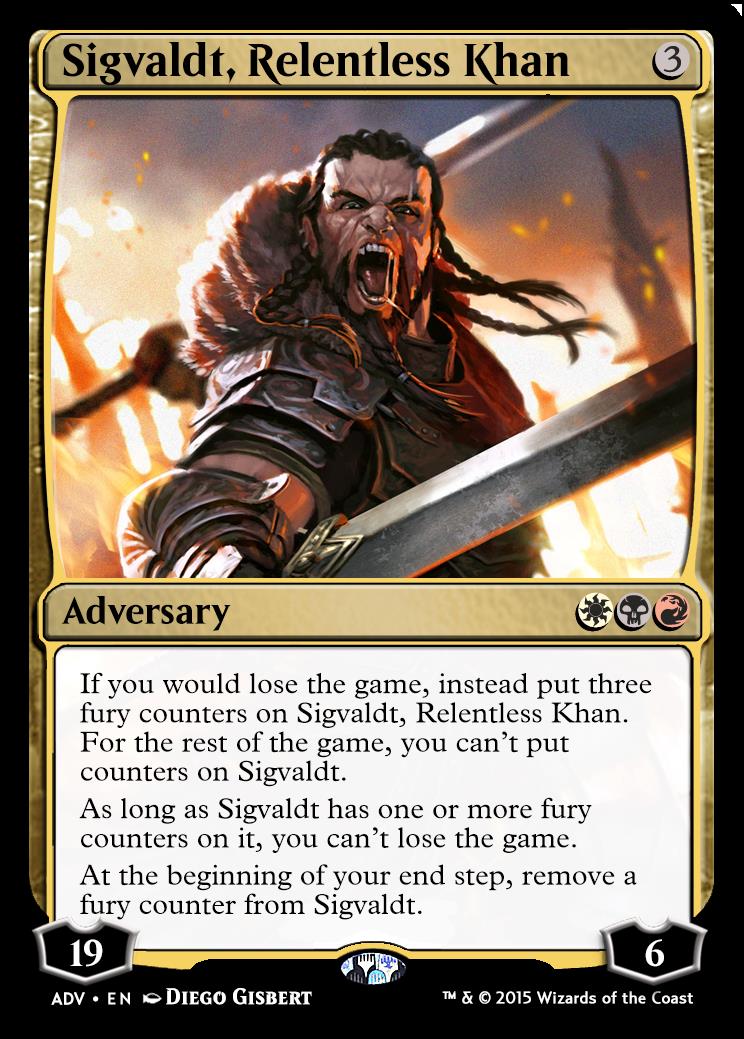 Sigvaldt, Relentless Khan 3
Adversary
If you would lose the game, instead put three
fury counters on Sigvaldt, Relentless Khan.
For the rest of the game, you can't put
counters on Sigvaldt.
As long as Sigvaldt has one or more fury
counters on it, you can't lose the game.
At the beginning of your end step, remove a
fury counter from Sigvaldt.
19
6
ADV • EN DIEGO GISBERT
™ & © 2015 Wizards of the Coast